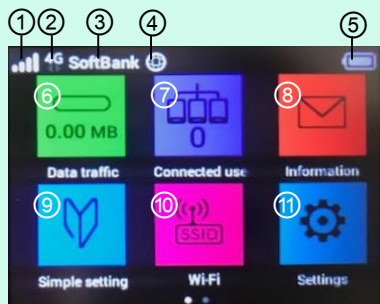 ① ② ③ ④ ⑤
4G SoftBank
⑥ ⑦ ⑧
0.00 MB 0
Data traffic Connected use Information
⑨ ⑩ ⑪
SSID
Simple setting Wi-Fi Settings